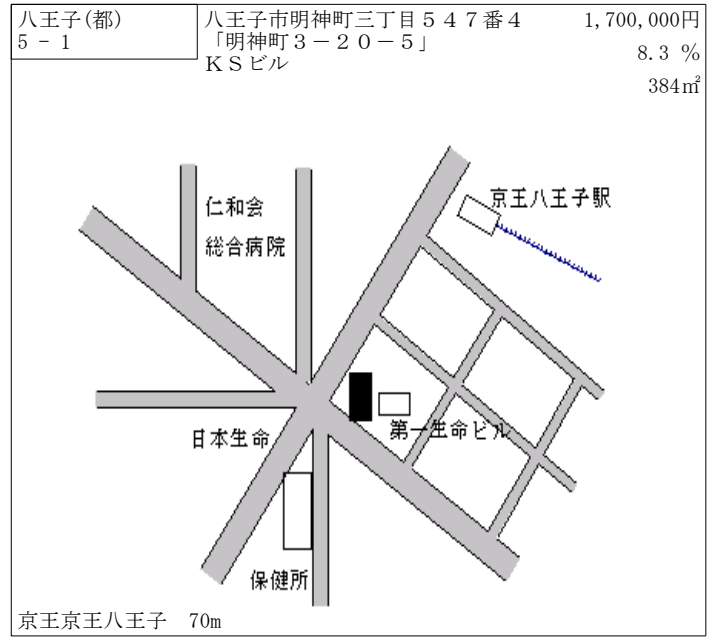 八王子(都)
5 - 1
八王子市明神町三丁目５４７番４
「明神町３－２０－５」
ＫＳビル
1,700,000円
8.3 %
384㎡
仁和会
総合病院
京王八王子駅
日本生命
第一生命ビル
保健所
京王京王八王子　70m